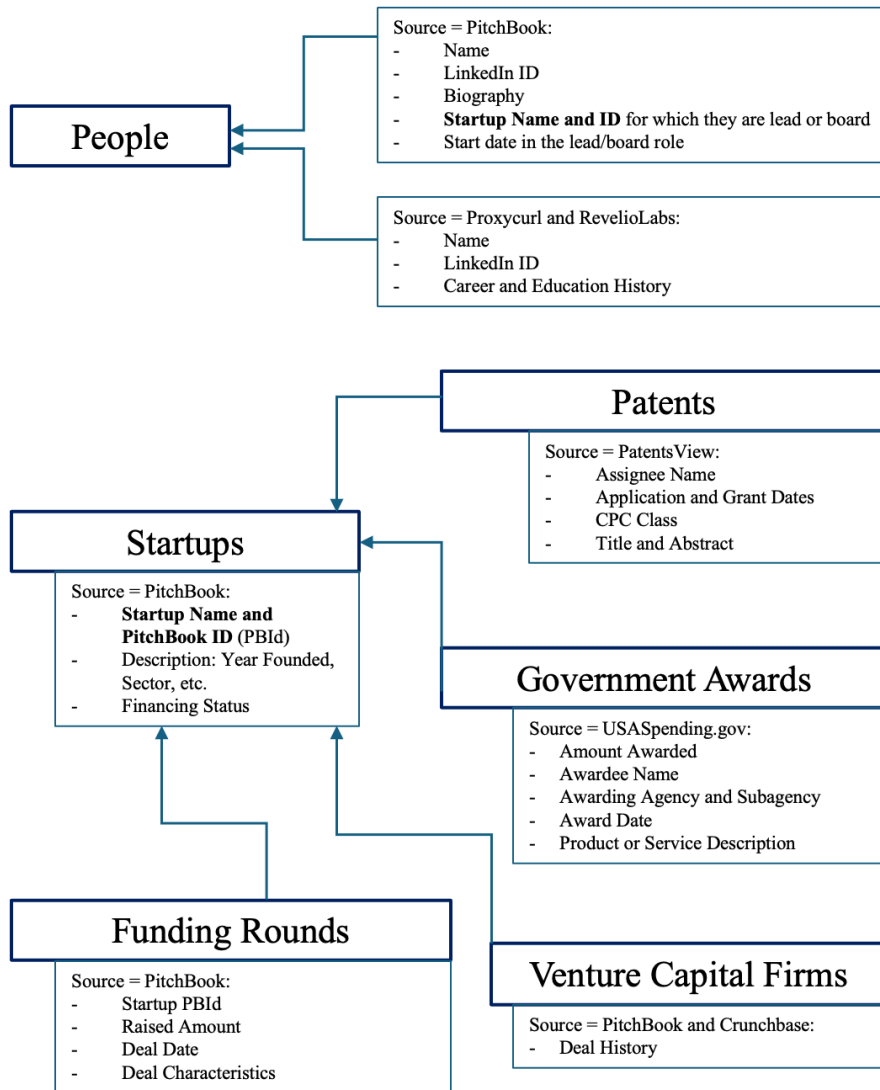 Source = PitchBook:
- Name
- LinkedIn ID
- Biography
- Startup Name and ID for which they are lead or board
- Start date in the lead/board role
People
Source = Proxycurl and RevelioLabs:
- Name
- LinkedIn ID
- Career and Education History
Patents
Source = PatentsView:
- Assignee Name
- Application and Grant Dates
- CPC Class
- Title and Abstract
Startups
Source = PitchBook:
- Startup Name and
PitchBook ID (PBId)
- Description: Year Founded,
Sector, etc.
- Financing Status
Government Awards
Source = USASpending.gov:
- Amount Awarded
- Awardee Name
- Awarding Agency and Subagency
- Award Date
- Product or Service Description
Funding Rounds
Source = PitchBook:
- Startup PBId
- Raised Amount
- Deal Date
- Deal Characteristics
Venture Capital Firms
Source = PitchBook and Crunchbase:
- Deal History